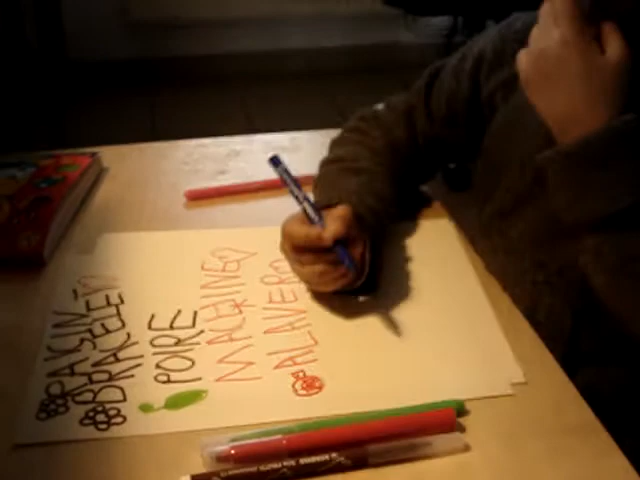 RAISIN
BRACELET
POIRE
MACHINE
ALAVER